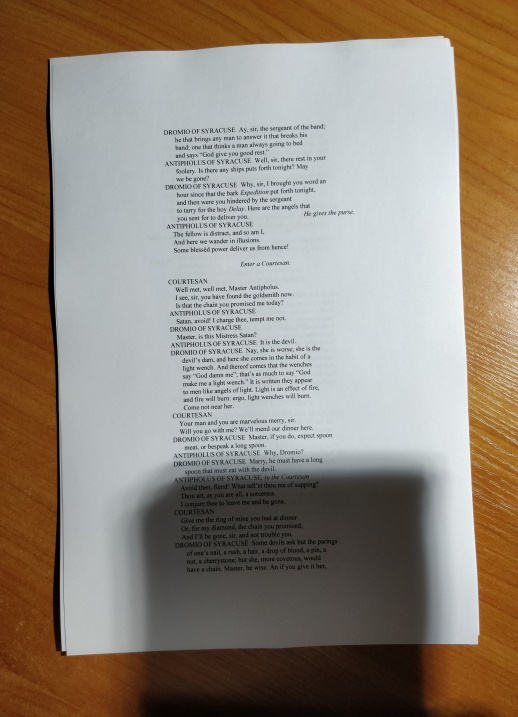 DROMIO OF SYRACUSE Ay, sir, the sergeant of the band;
he that brings any man to answer it that breaks his
band; one that thinks a man always going to bed
and says “God give you good rest.”
ANTIPHOLUS OF SYRACUSE Well, sir, there rest in your
foolery. Is there any ships puts forth tonight? May
we be gone?
DROMIO OF SYRACUSE Why, sir, I brought you word an
hour since that the bark Expedition put forth tonight,
and then were you hindered by the sergeant
to tarry for the hoy Delay. Here are the angels that
you sent for to deliver you. He gives the purse.
ANTIPHOLUS OF SYRACUSE
The fellow is distract, and so am I,
And here we wander in illusions.
Some blessèd power deliver us from hence!
Enter a Courtesan.
COURTESAN
Well met, well met, Master Antipholus.
I see, sir, you have found the goldsmith now.
Is that the chain you promised me today?
ANTIPHOLUS OF SYRACUSE
Satan, avoid! I charge thee, tempt me not.
DROMIO OF SYRACUSE
Master, is this Mistress Satan?
ANTIPHOLUS OF SYRACUSE It is the devil.
DROMIO OF SYRACUSE Nay, she is worse; she is the
devil’s dam, and here she comes in the habit of a
light wench. And thereof comes that the wenches
say “God damn me”; that’s as much to say “God
make me a light wench.” It is written they appear
to men like angels of light. Light is an effect of fire,
and fire will burn: ergo, light wenches will burn.
Come not near her.
COURTESAN
Your man and you are marvelous merry, sir.
Will you go with me? We’ll mend our dinner here.
DROMIO OF SYRACUSE Master, if you do, expect spoon
meat, or bespeak a long spoon.
ANTIPHOLUS OF SYRACUSE Why, Dromio?
DROMIO OF SYRACUSE Marry, he must have a long
spoon that must eat with the devil.
ANTIPHOLUS OF SYRACUSE, to the Courtesan
Avoid then, fiend! What tell’st thou me of supping?
Thou art, as you are all, a sorceress.
I conjure thee to leave me and be gone.
COURTESAN
Give me the ring of mine you had at dinner
Or, for my diamond, the chain you promised,
And I’ll be gone, sir, and not trouble you.
DROMIO OF SYRACUSE Some devils ask but the parings
of one’s nail, a rush, a hair, a drop of blood, a pin, a
nut, a cherrystone; but she, more covetous, would
have a chain. Master, be wise. An if you give it her,